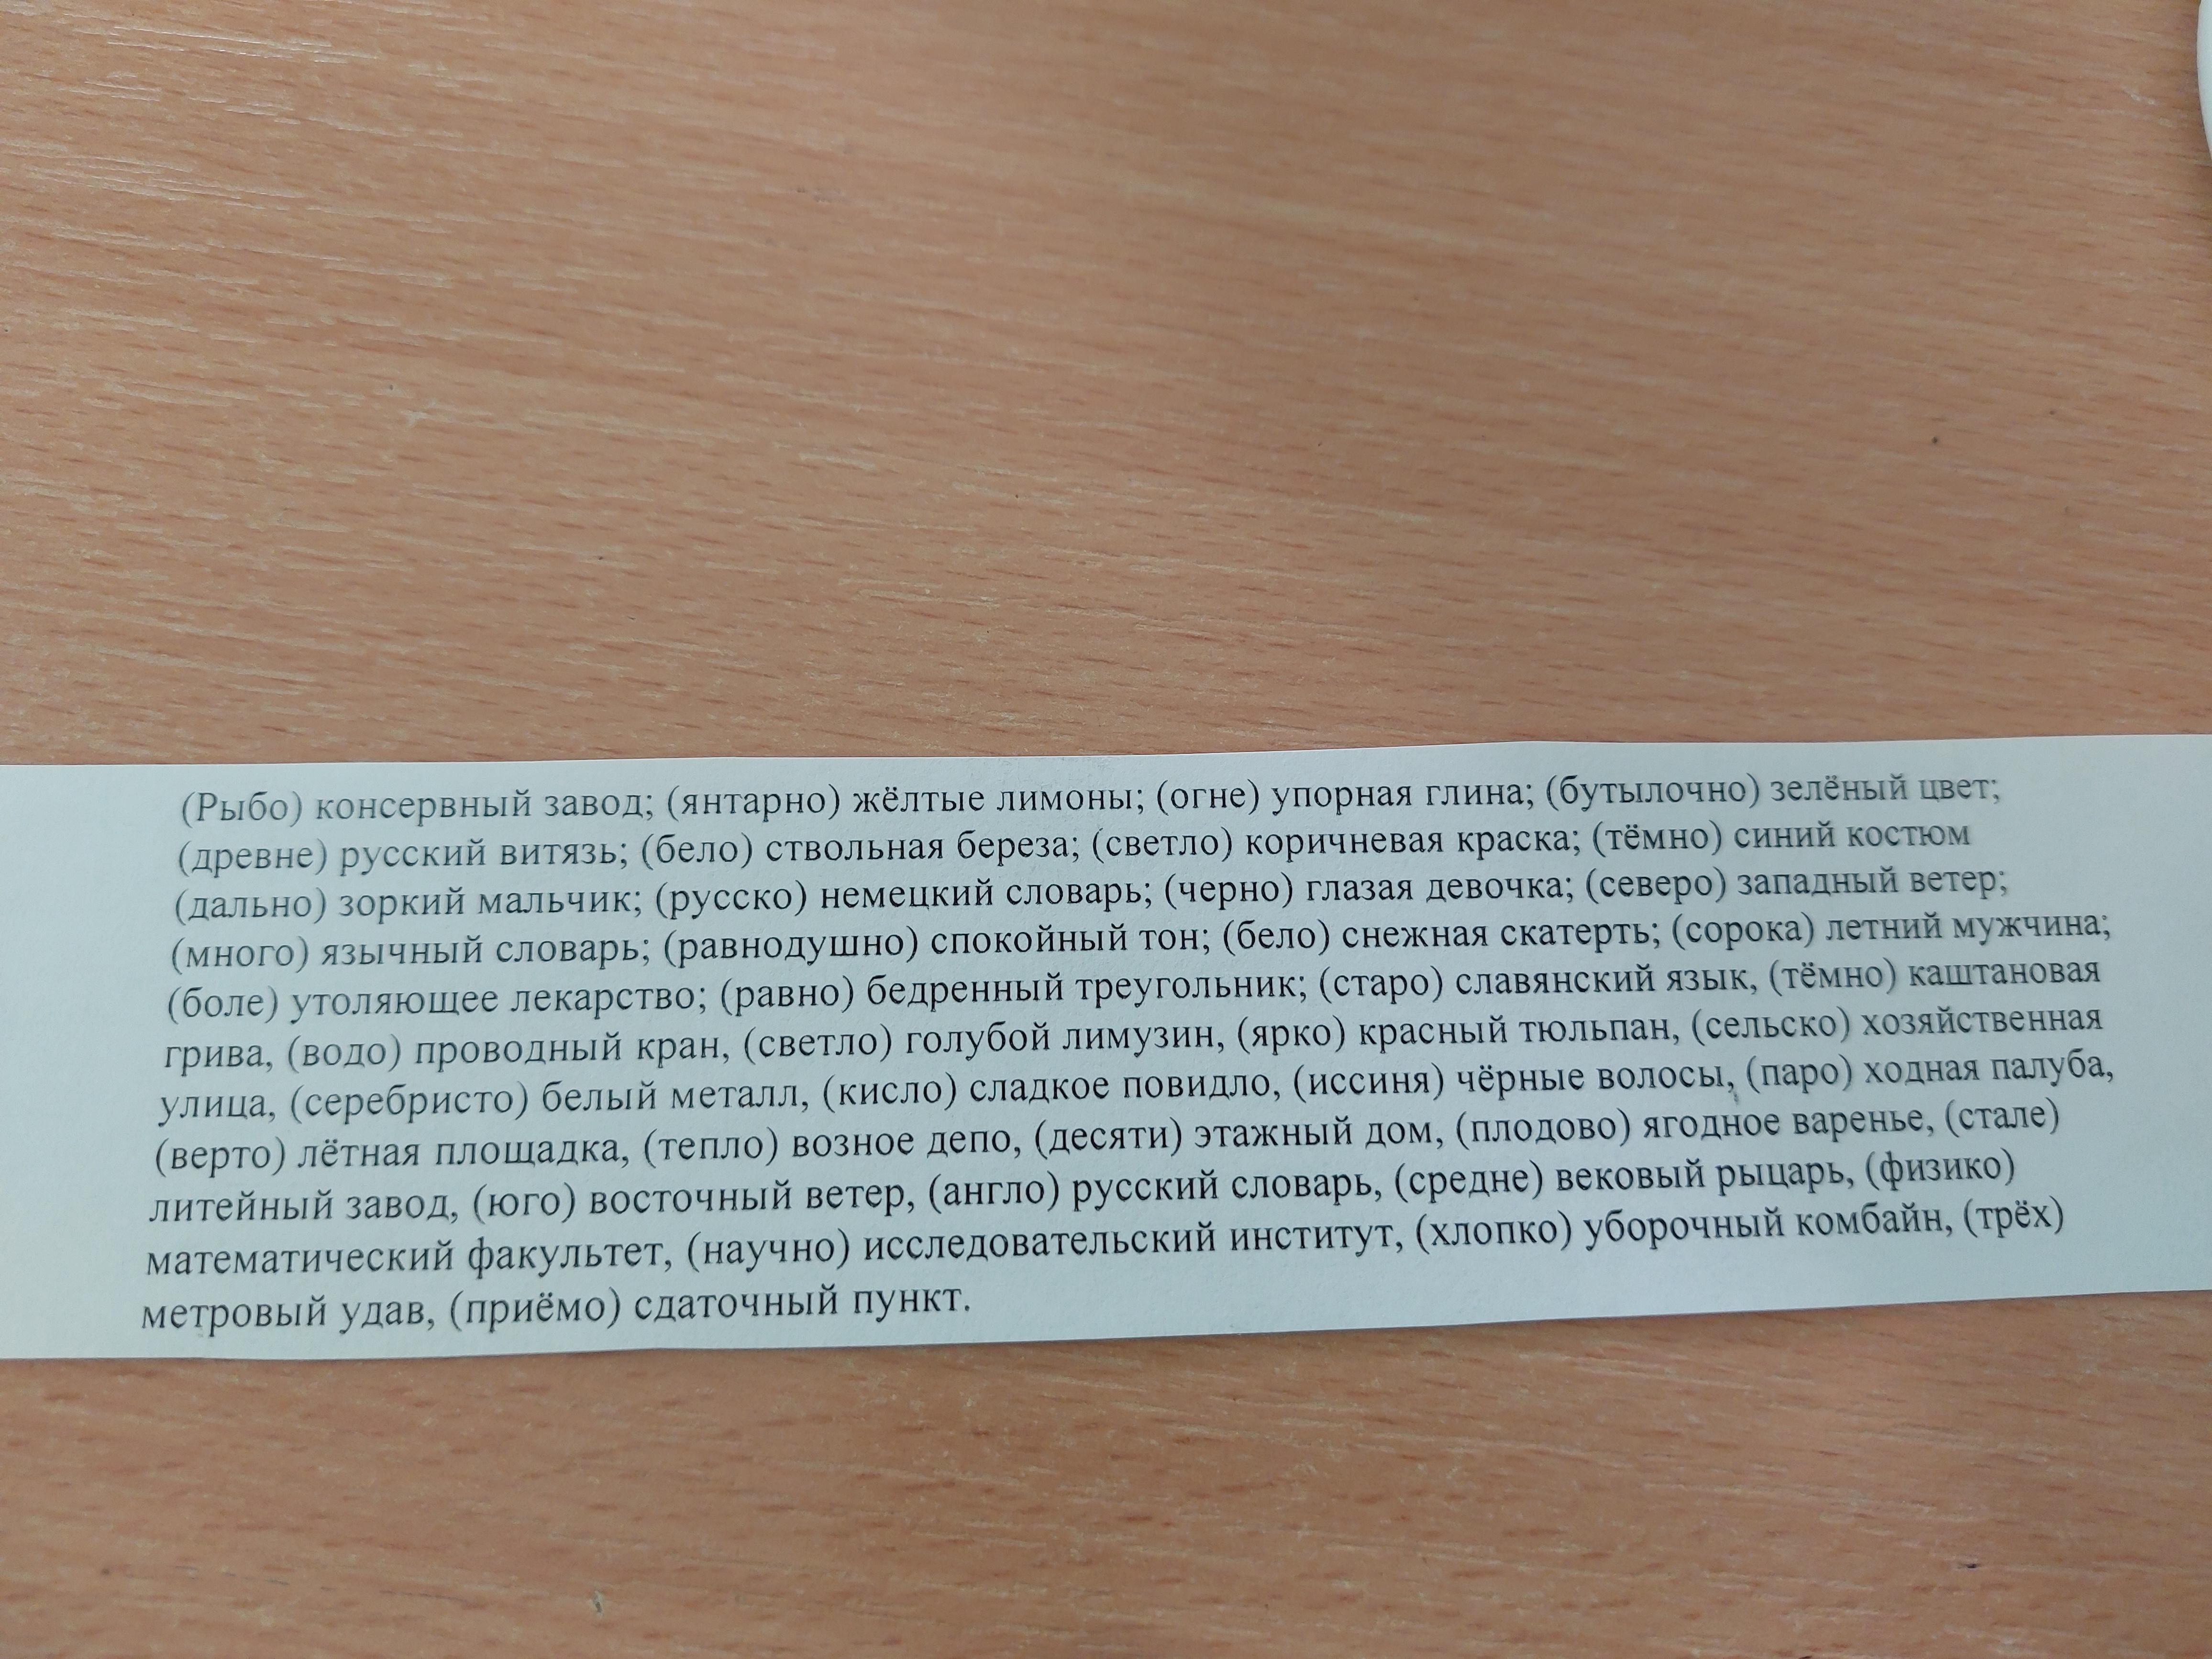 (Рыбо) консервный завод; (янтарно) жёлтые лимоны; (огне) упорная глина; (бутылочно) зелёный цвет;
(древне) русский витязь; (бело) ствольная береза; (светло) коричневая краска; (тёмно) синий костюм
(дально) зоркий мальчик; (русско) немецкий словарь; (черно) глазая девочка; (северо) западный ветер;
(много) язычный словарь; (равнодушно) спокойный тон; (бело) снежная скатерть; (сорока) летний мужчина;
(боле) утоляющее лекарство; (равно) бедренный треугольник; (старо) славянский язык, (тёмно) каштановая
грива, (водо) проводный кран, (светло) голубой лимузин, (ярко) красный тюльпан, (сельско) хозяйственная
улица, (серебристо) белый металл, (кисло) сладкое повидло, (иссиня) чёрные волосы, (паро) ходная палуба,
(верто) лётная площадка, (тепло) возное депо, (десяти) этажный дом, (плодово) ягодное варенье, (стале)
литейный завод, (юго) восточный ветер, (англо) русский словарь, (средне) вековый рыцарь, (физико)
математический факультет, (научно) исследовательский институт, (хлопко) уборочный комбайн, (трёх)
метровый удав, (приёмо) сдаточный пункт.